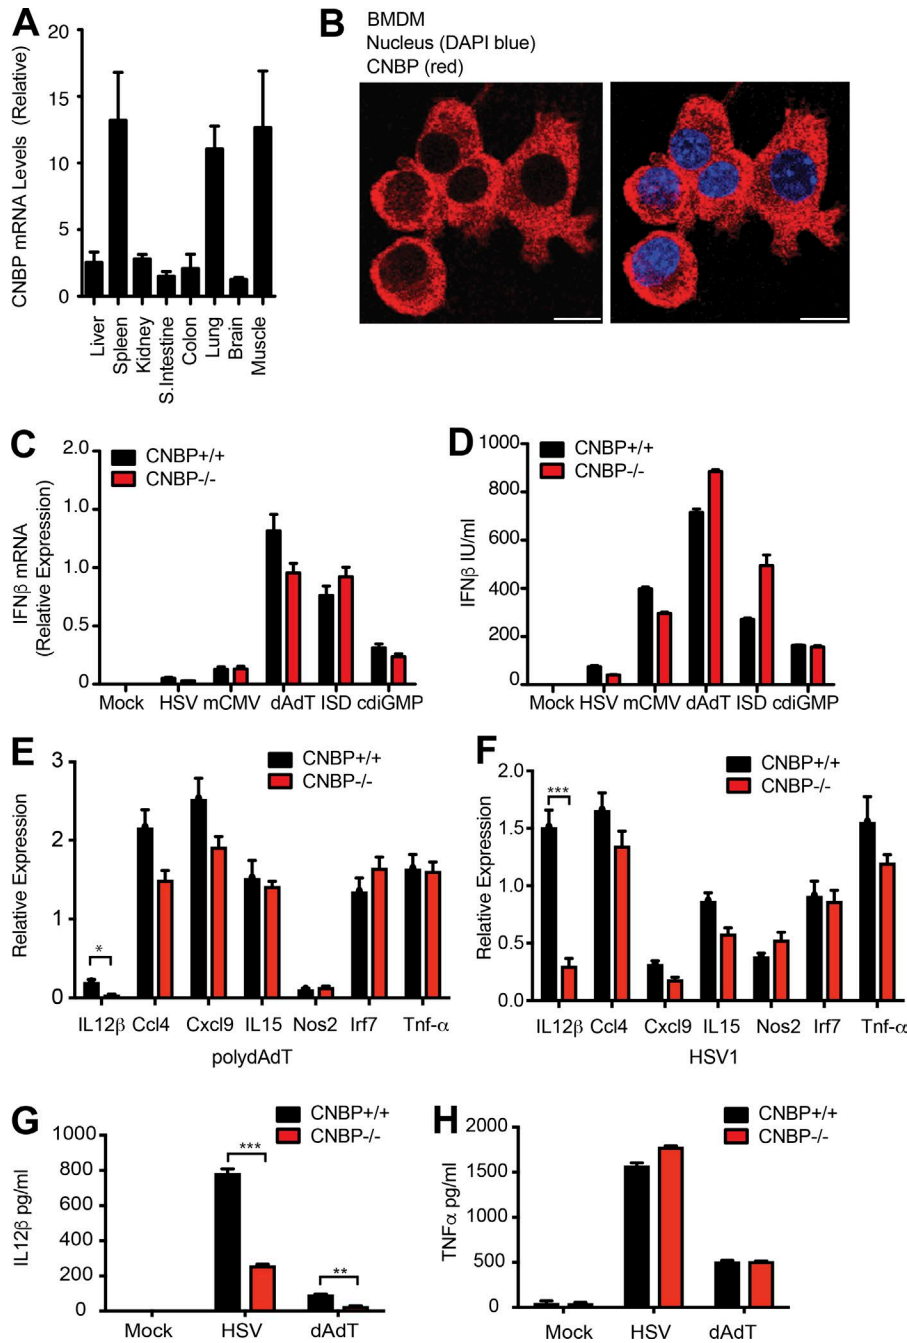 A
CNBP mRNA Levels (Relative)
20
15
10
5
0
Liver
Spleen
Kidney
S.Intestine
Colon
Lung
Brain
Muscle
B
BMDM
Nucleus (DAPI blue)
CNBP (red)
C
CNBP+/+
CNBP-/-
IFNβ mRNA
(Relative Expression)
2.0
1.0
1.0
0.5
0
Mock HSV mCMV dAdT ISD cdiGMP
D
CNBP+/+
CNBP-/-
IFNβ IU/ml
1000
800
600
400
200
0
Mock HSV mCMV dAdT ISD cdiGMP
E
CNBP+/+
CNBP-/-
Relative Expression
3
2
1
0
*
IL12β Ccl4 Cxcl9 IL15 Nos2 Irf7 Tnf-α
polydAdT
F
CNBP+/+
CNBP-/-
Relative Expression
2.0
1.5
1.0
0.5
0.0
***
IL12β Ccl4 Cxcl9 IL15 Nos2 Irf7 Tnf-α
HSV1
G
CNBP+/+
CNBP-/-
IL12β pg/ml
1000
800
600
400
200
0
***
**
Mock HSV dAdT
H
CNBP+/+
CNBP-/-
TNFα pg/ml
2000
1500
1000
500
0
Mock HSV dAdT